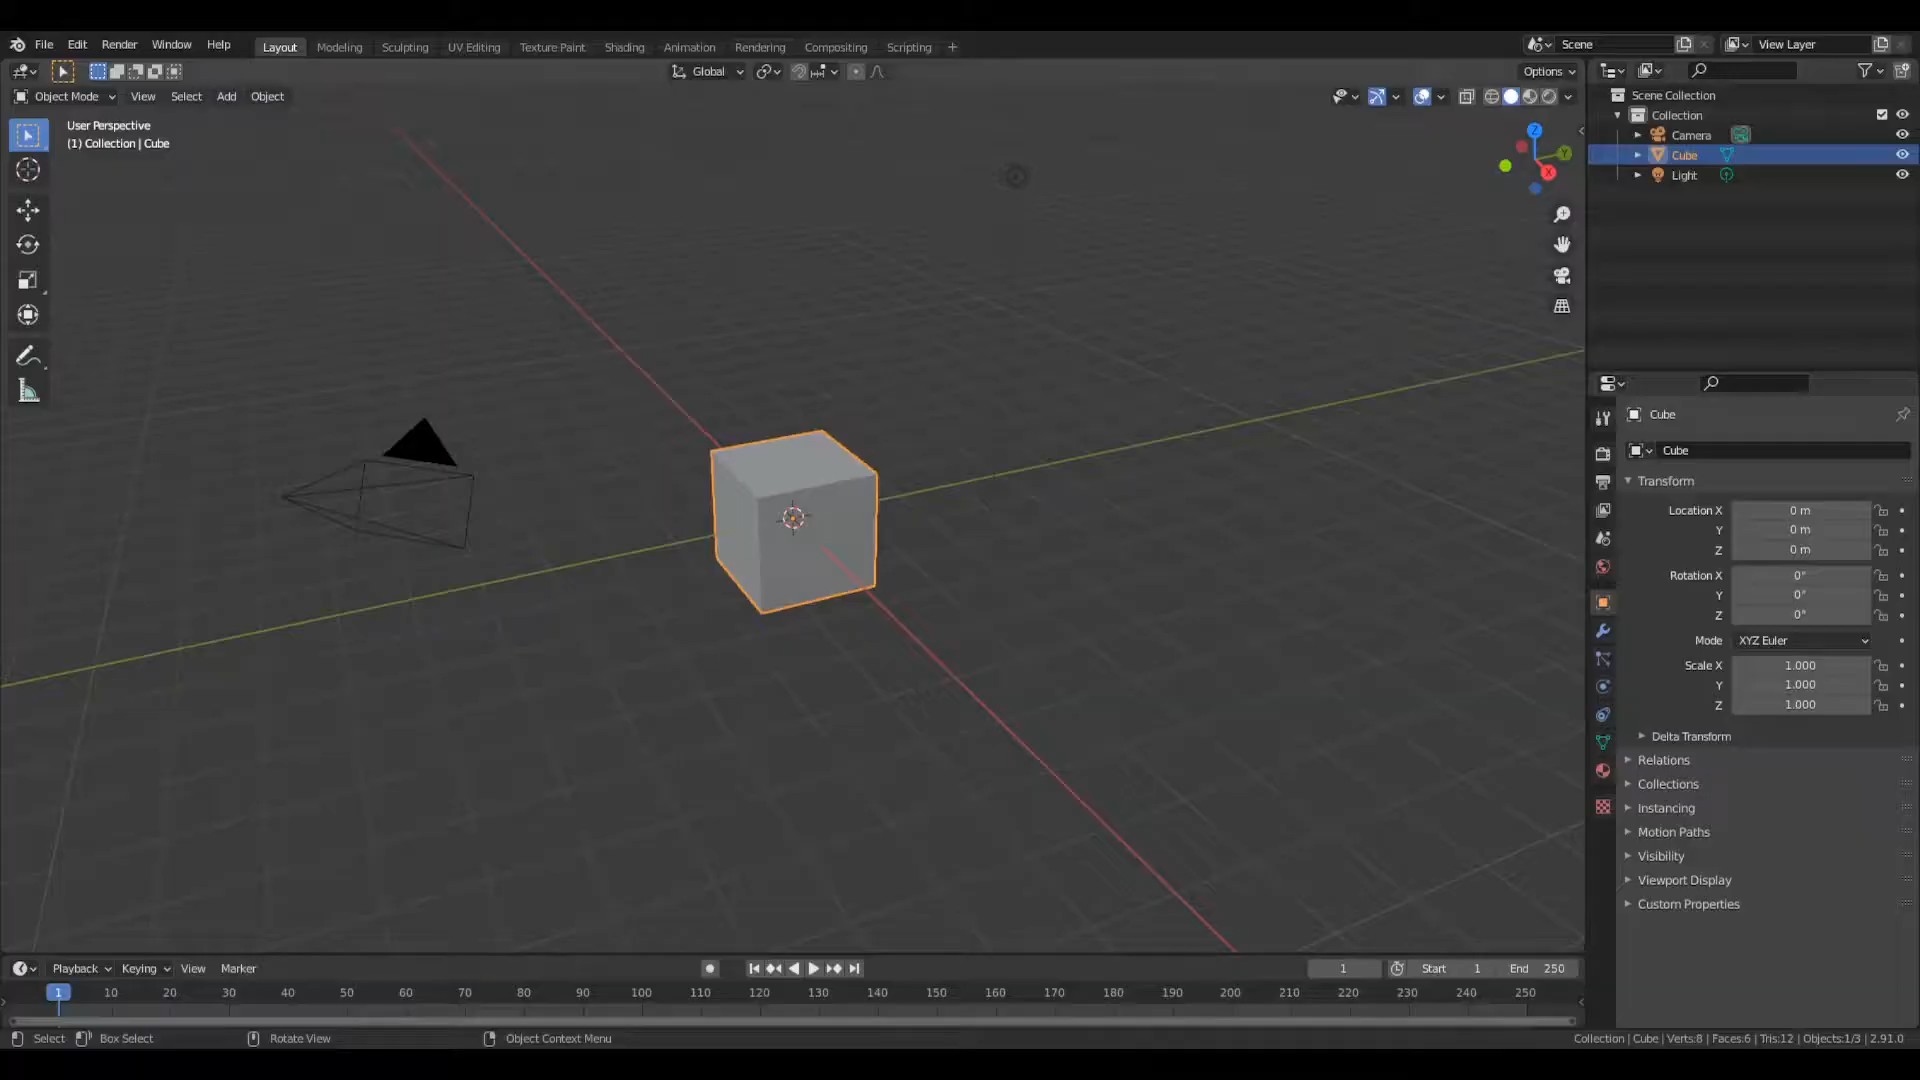 File Edit Render Window Help Layout Modeling Sculpting UV Editing Texture Paint Shading Animation Rendering Compositing Scripting + Scene View Layer
Global Options
Object Mode View Select Add Object
User Perspective
(1) Collection | Cube
Z
Y
X
Scene Collection
Collection
Camera
Cube
Light
Cube
Cube
Transform
Location X 0 m
Y 0 m
Z 0 m
Rotation X 0°
Y 0°
Z 0°
Mode XYZ Euler
Scale X 1.000
Y 1.000
Z 1.000
Delta Transform
Relations
Collections
Instancing
Motion Paths
Visibility
Viewport Display
Custom Properties
Playback Keying View Marker 1 Start 1 End 250
1 10 20 30 40 50 60 70 80 90 100 110 120 130 140 150 160 170 180 190 200 210 220 230 240 250
Select Box Select Rotate View Object Context Menu Collection | Cube | Verts:8 | Faces:6 | Tris:12 | Objects:1/3 | 2.91.0